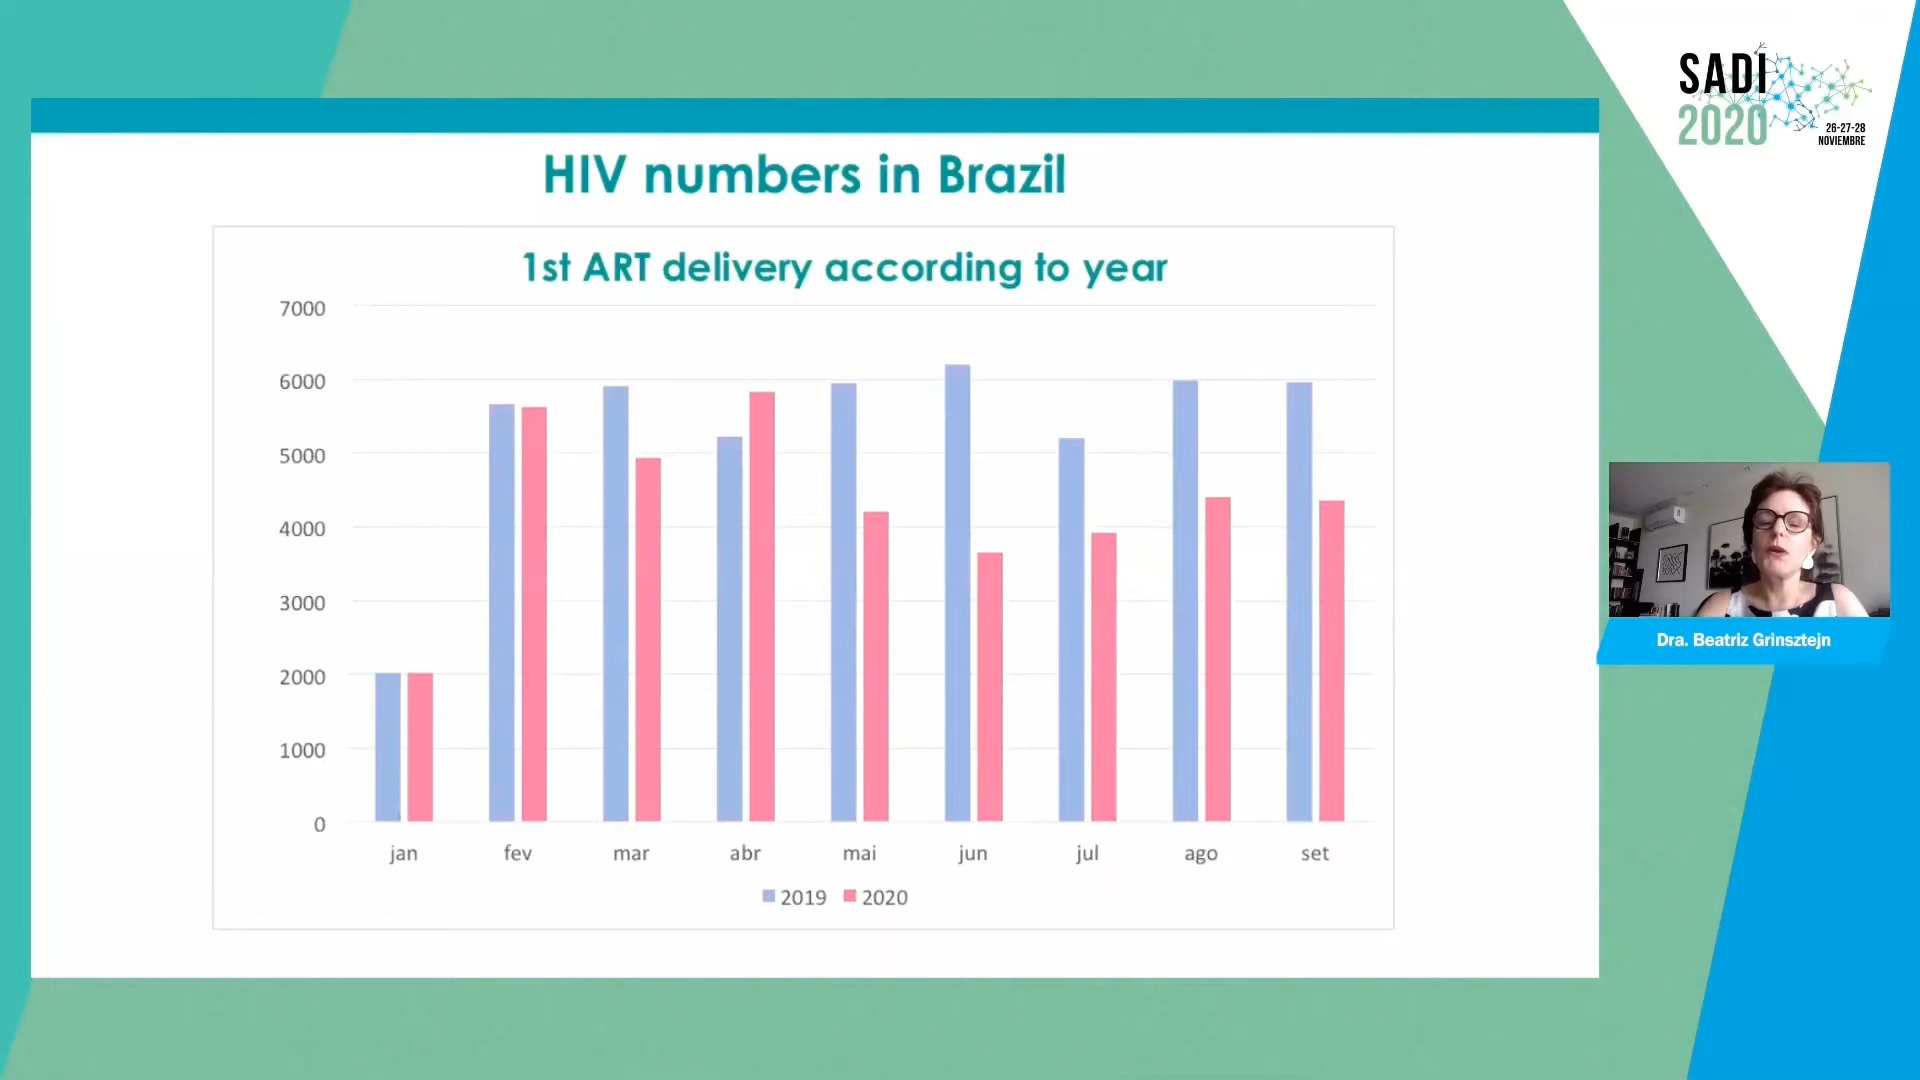 SADI
2020
26-27-28
NOVIEMBRE
HIV numbers in Brazil
1st ART delivery according to year
7000
6000
5000
4000
3000
2000
1000
0
jan fev mar abr mai jun jul ago set
2019 2020
Dra. Beatriz Grinsztejn